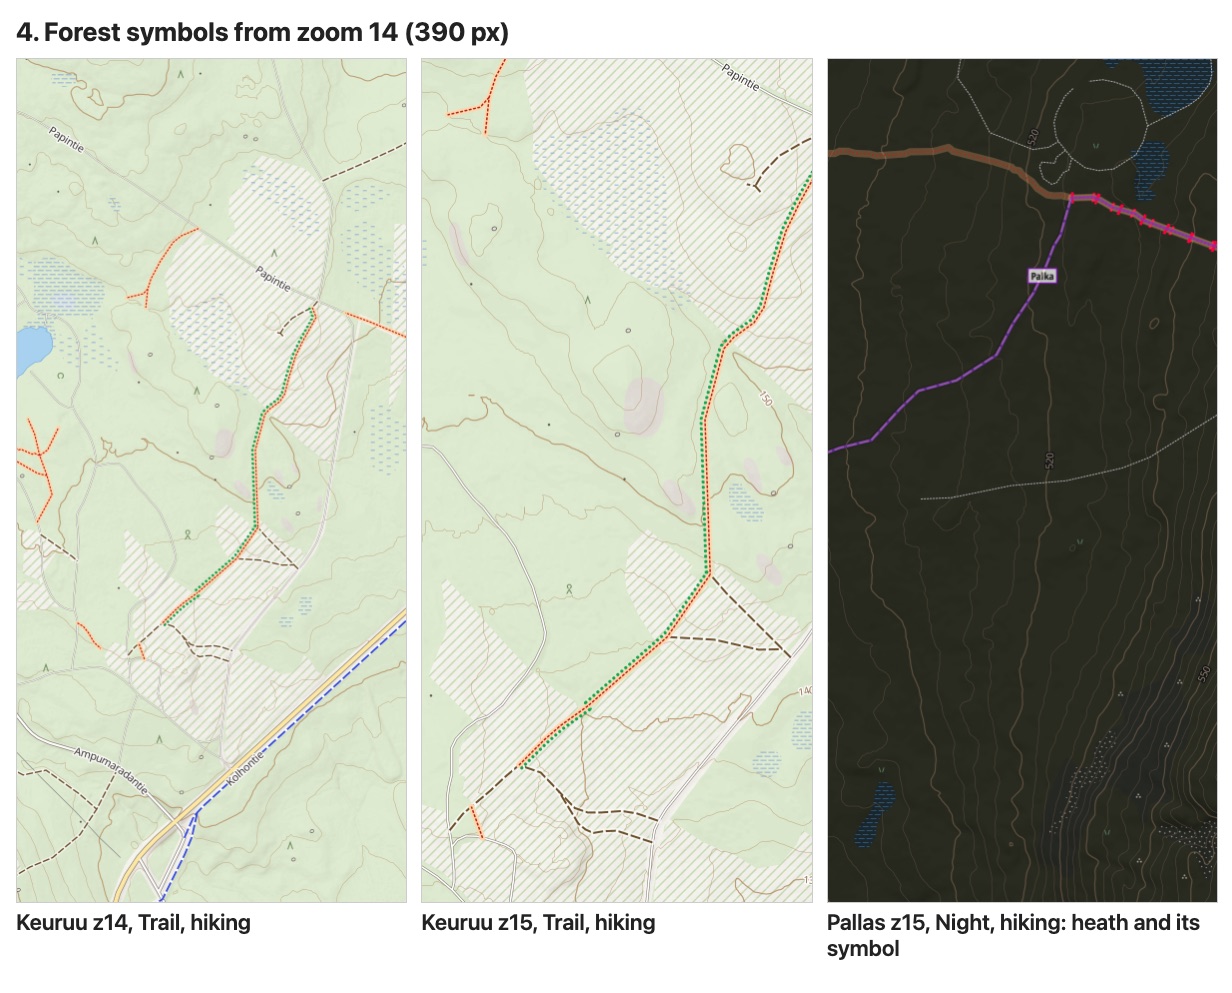 4. Forest symbols from zoom 14 (390 px)
Papintie
Papintie
Ampumaradantie
Kolhontie
Papintie
150
140
13
520
Palka
520
550
Keuruu z14, Trail, hiking
Keuruu z15, Trail, hiking
Pallas z15, Night, hiking: heath and its
symbol